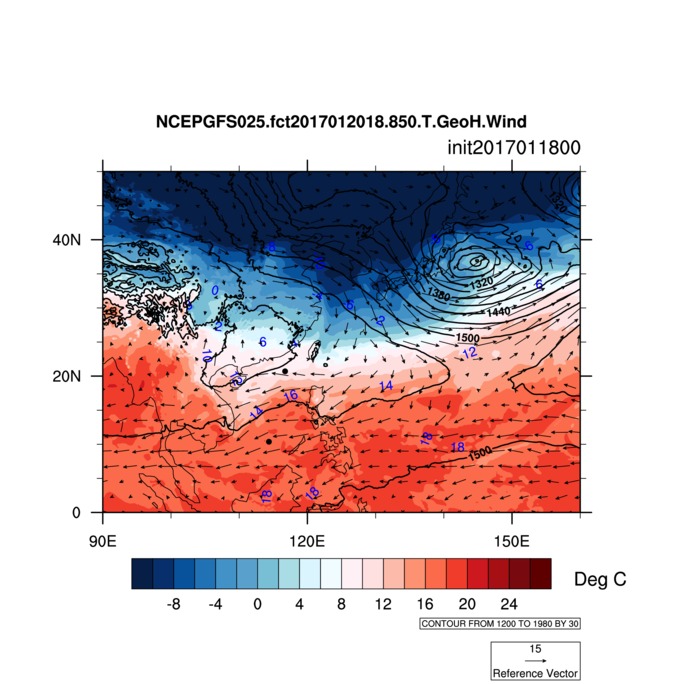 NCEPGFS025.fct2017012018.850.T.GeoH.Wind
init2017011800
40N
20N
0
90E 120E 150E
1320
1380
1440
1500
1500
0
2
6
10
12
14
14
16
18
18
18
18
-8 -4 0 4 8 12 16 20 24
Deg C
CONTOUR FROM 1200 TO 1980 BY 30
15
Reference Vector